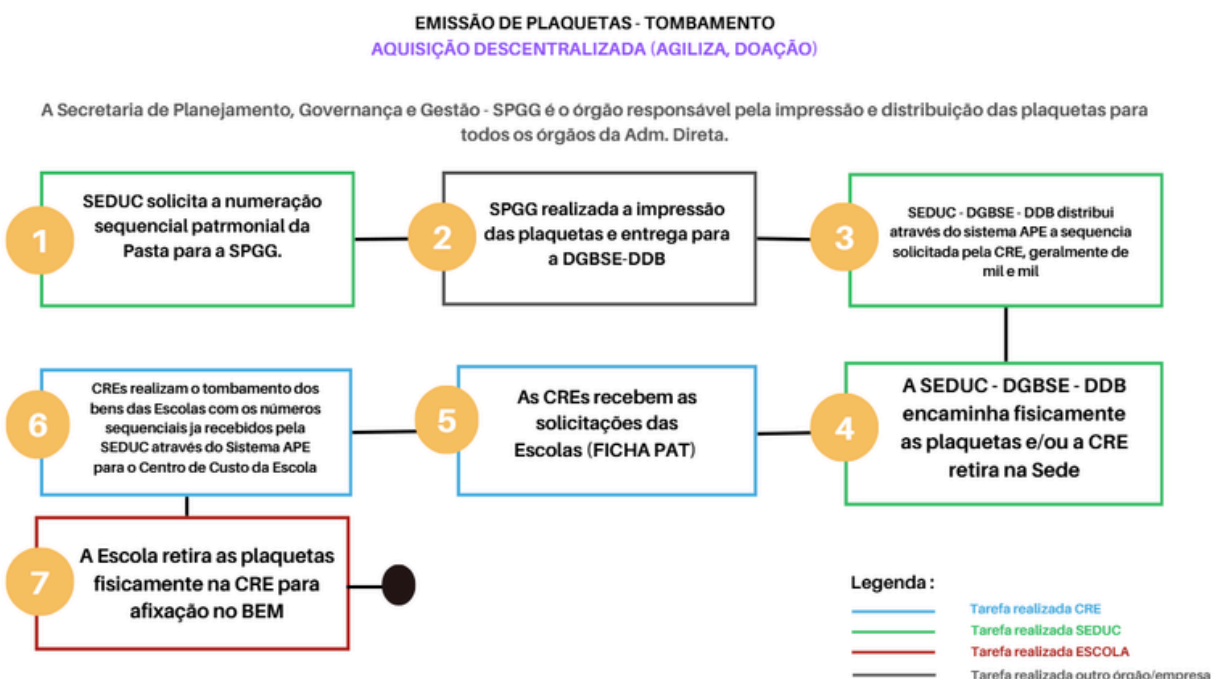 EMISSÃO DE PLAQUETAS - TOMBAMENTO
AQUISIÇÃO DESCENTRALIZADA (AGILIZA, DOAÇÃO)
A Secretaria de Planejamento, Governança e Gestão - SPGG é o órgão responsável pela impressão e distribuição das plaquetas para
todos os órgãos da Adm. Direta.
1
SEDUC solicita a numeração
sequencial patrmonial da
Pasta para a SPGG.
2
SPGG realizada a impressão
das plaquetas e entrega para
a DGBSE-DDB
3
SEDUC - DGBSE - DDB distribui
através do sistema APE a sequencia
solicitada pela CRE, geralmente de
mil e mil
4
A SEDUC - DGBSE - DDB
encaminha fisicamente
as plaquetas e/ou a CRE
retira na Sede
5
As CREs recebem as
solicitações das
Escolas (FICHA PAT)
6
CREs realizam o tombamento dos
bens das Escolas com os números
sequenciais ja recebidos pela
SEDUC através do Sistema APE
para o Centro de Custo da Escola
7
A Escola retira as plaquetas
fisicamente na CRE para
afixação no BEM
Legenda :
Tarefa realizada CRE
Tarefa realizada SEDUC
Tarefa realizada ESCOLA
Tarefa realizada outro órgão/empresa